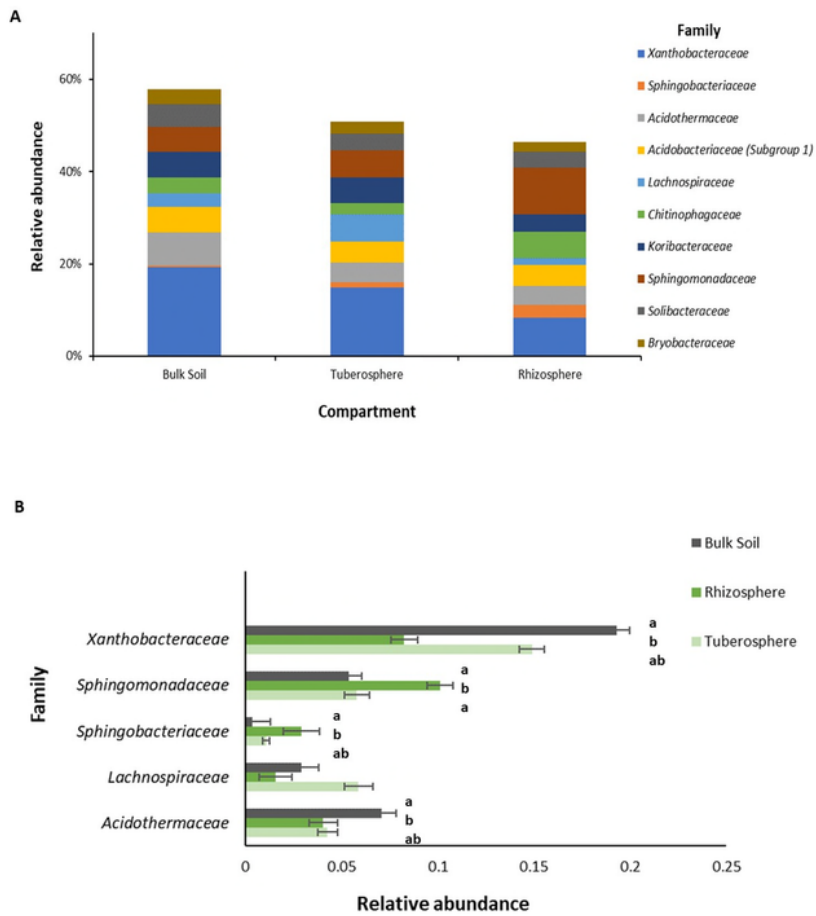 A
Relative abundance
60%
40%
20%
0%
Bulk Soil
Tuberosphere
Rhizosphere
Compartment
Family
Xanthobacteraceae
Sphingobacteriaceae
Acidothermaceae
Acidobacteriaceae (Subgroup 1)
Lachnospiraceae
Chitinophagaceae
Koribacteraceae
Sphingomonadaceae
Solibacteraceae
Bryobacteraceae
B
Bulk Soil
Rhizosphere
Tuberosphere
Family
Xanthobacteraceae
a
b
ab
Sphingomonadaceae
a
b
a
Sphingobacteriaceae
a
b
ab
Lachnospiraceae
Acidothermaceae
a
b
ab
0
0.05
0.1
0.15
0.2
0.25
Relative abundance